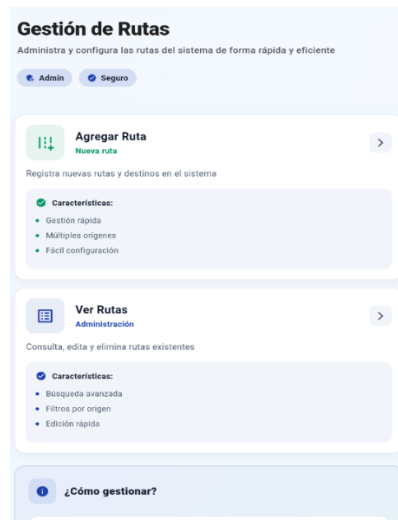 Gestión de Rutas
Administra y configura las rutas del sistema de forma rápida y eficiente
Admin
Seguro
Agregar Ruta
Nueva ruta
Registra nuevas rutas y destinos en el sistema
Características:
Gestión rápida
Múltiples orígenes
Fácil configuración
Ver Rutas
Administración
Consulta, edita y elimina rutas existentes
Características:
Búsqueda avanzada
Filtros por origen
Edición rápida
¿Cómo gestionar?